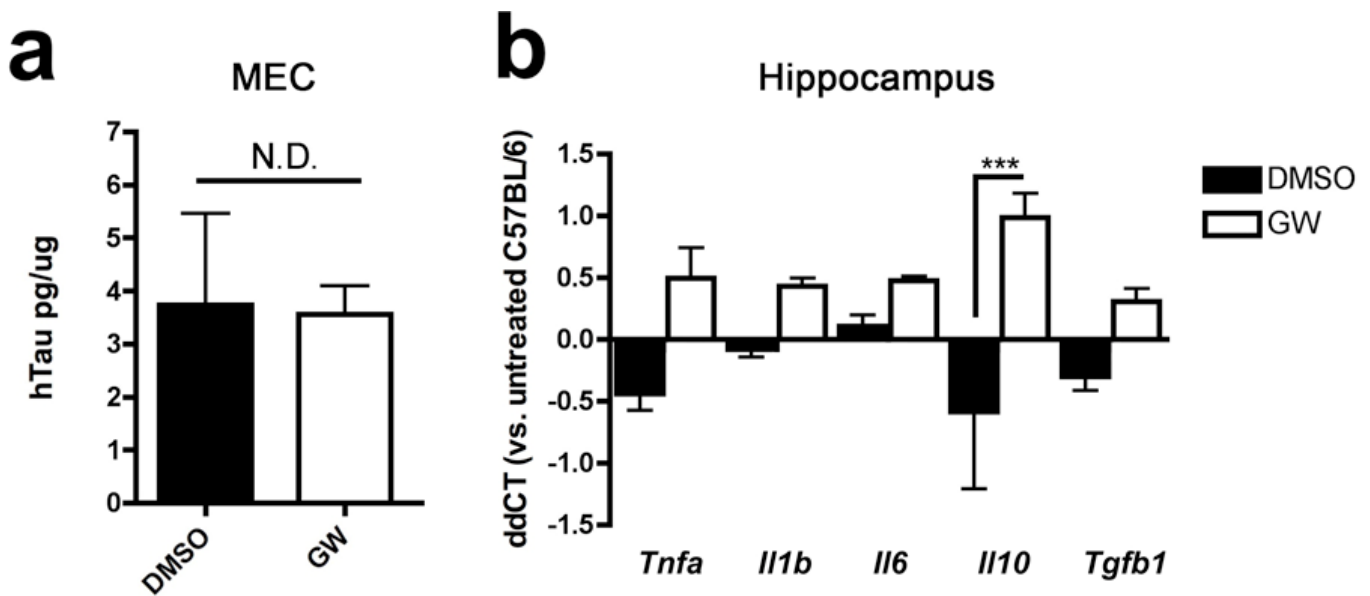 a
MEC
hTau pg/ug
7
6
5
4
3
2
1
0
N.D.
DMSO
GW
b
Hippocampus
ddCT (vs. untreated C57BL/6)
1.5
1.0
0.5
0.0
-0.5
-1.0
-1.5
***
Tnfa Il1b Il6 Il10 Tgfb1
DMSO
GW